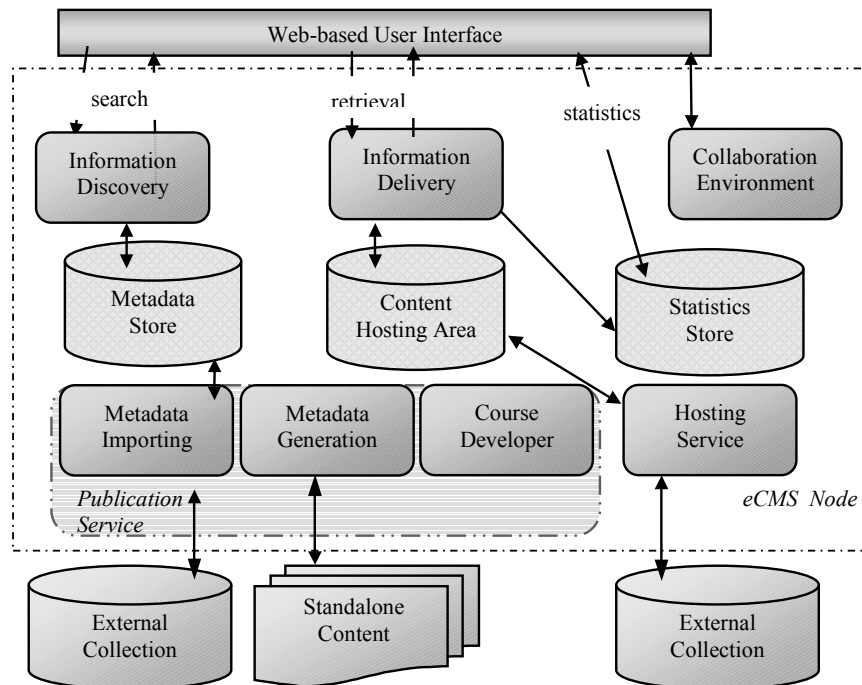 Web-based User Interface
search
retrieval
statistics
Information
Discovery
Information
Delivery
Collaboration
Environment
Metadata
Store
Content
Hosting Area
Statistics
Store
Metadata
Importing
Metadata
Generation
Course
Developer
Hosting
Service
Publication
Service
eCMS Node
External
Collection
Standalone
Content
External
Collection